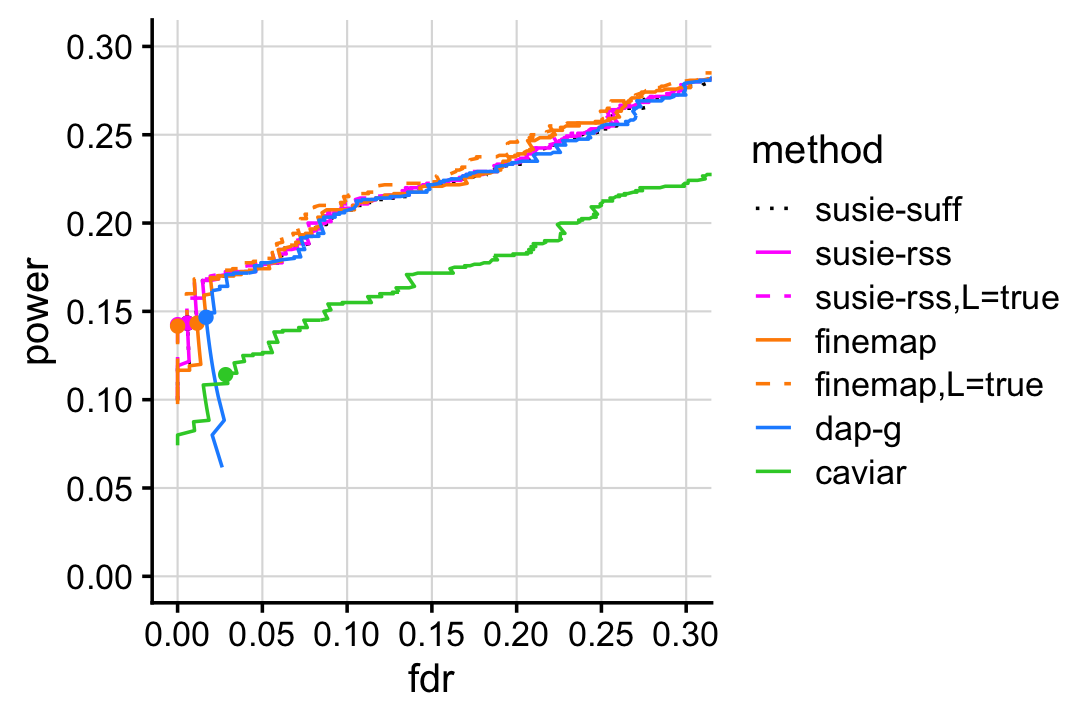 0.30
0.25
0.20
0.15
0.10
0.05
0.00
power
0.00 0.05 0.10 0.15 0.20 0.25 0.30
fdr
method
susie-suff
susie-rss
susie-rss,L=true
finemap
finemap,L=true
dap-g
caviar